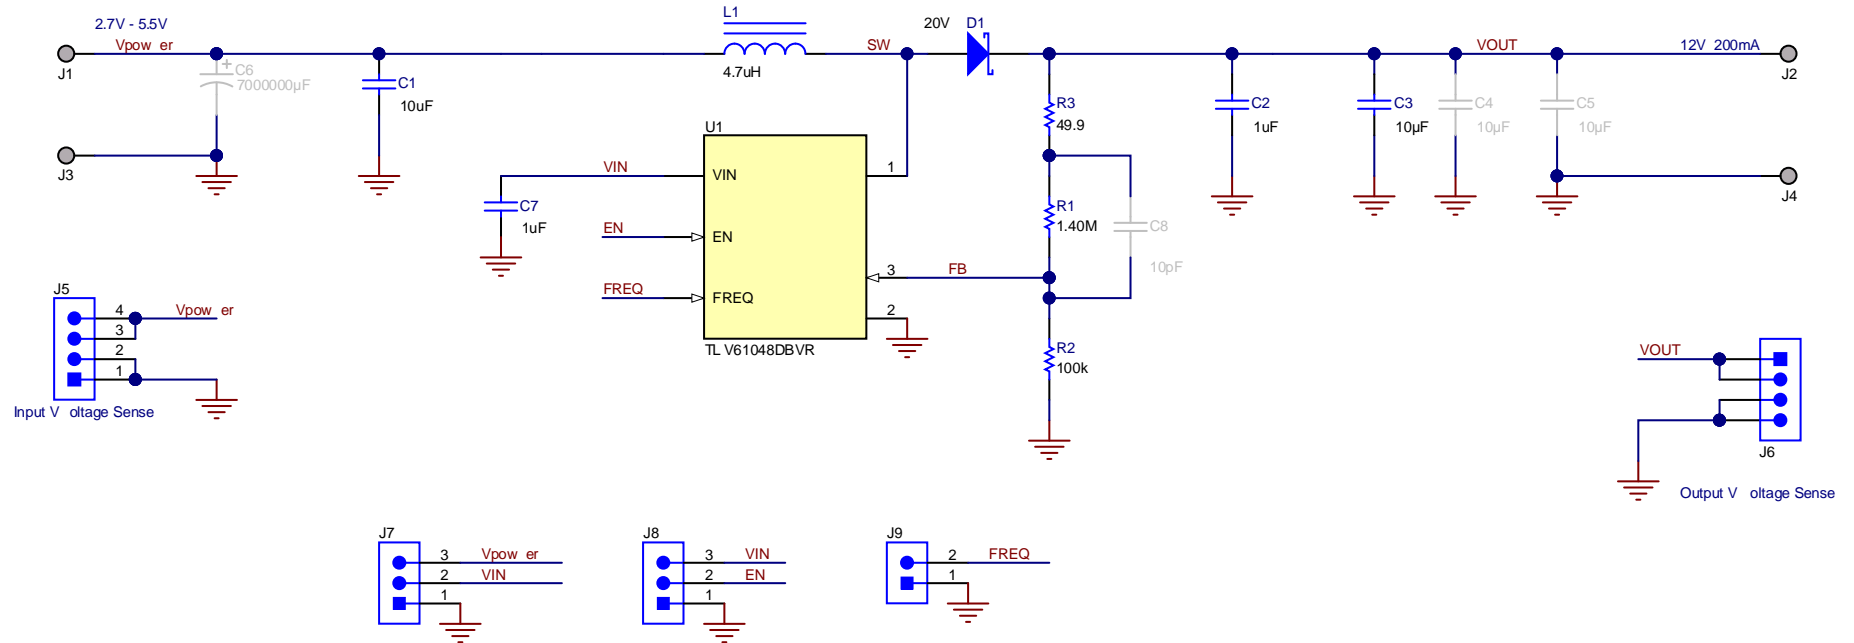 2.7V - 5.5V
Vpow er
J1
C6
7000000µF
C1
10uF
L1
4.7uH
SW
20V
D1
VOUT
12V 200mA
J2
R3
49.9
C2
1uF
C3
10µF
C4
10µF
C5
10µF
J3
J4
U1
VIN
VIN
1
C7
1uF
EN
EN
R1
1.40M
C8
10pF
3
FB
FREQ
FREQ
2
TL V61048DBVR
R2
100k
J5
4
Vpow er
3
2
1
Input V oltage Sense
VOUT
J6
Output V oltage Sense
J7
3
Vpow er
2
VIN
1
J8
3
VIN
2
EN
1
J9
2
FREQ
1